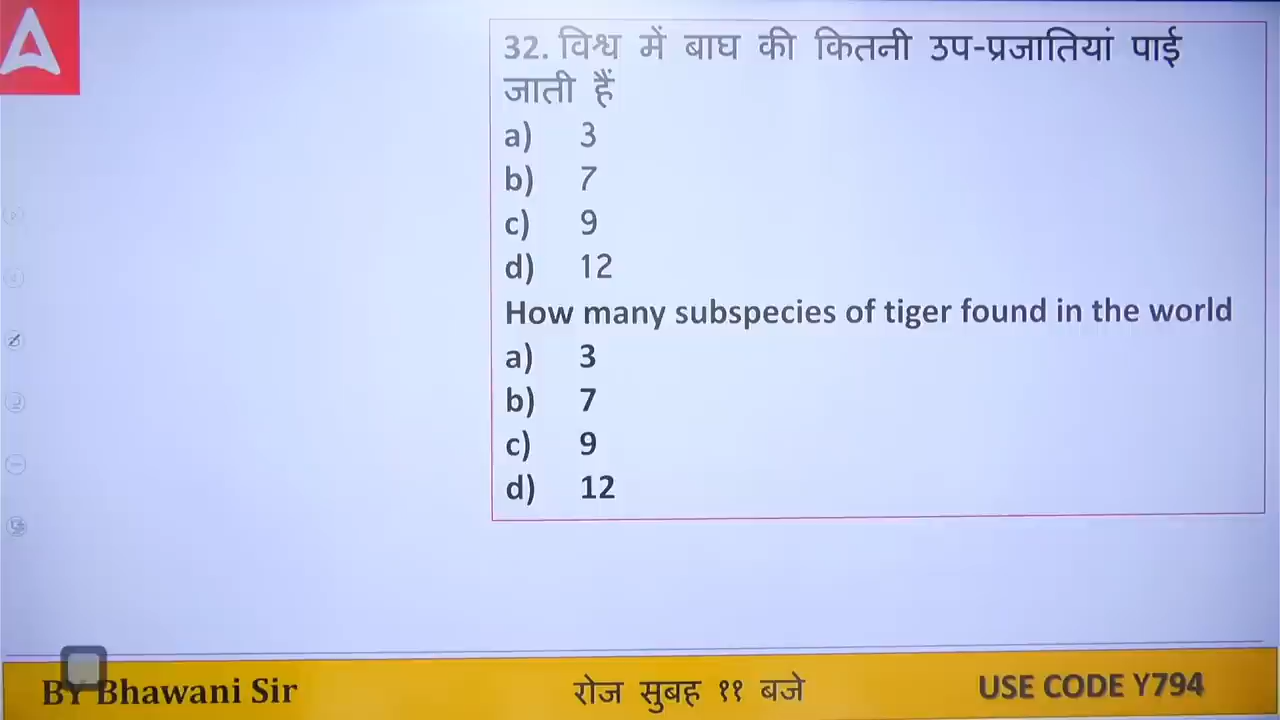 32. विश्व में बाघ की कितनी उप-प्रजातियां पाई
जाती हैं
a) 3
b) 7
c) 9
d) 12
How many subspecies of tiger found in the world
a) 3
b) 7
c) 9
d) 12
BY Bhawani Sir
रोज सुबह ११ बजे
USE CODE Y794